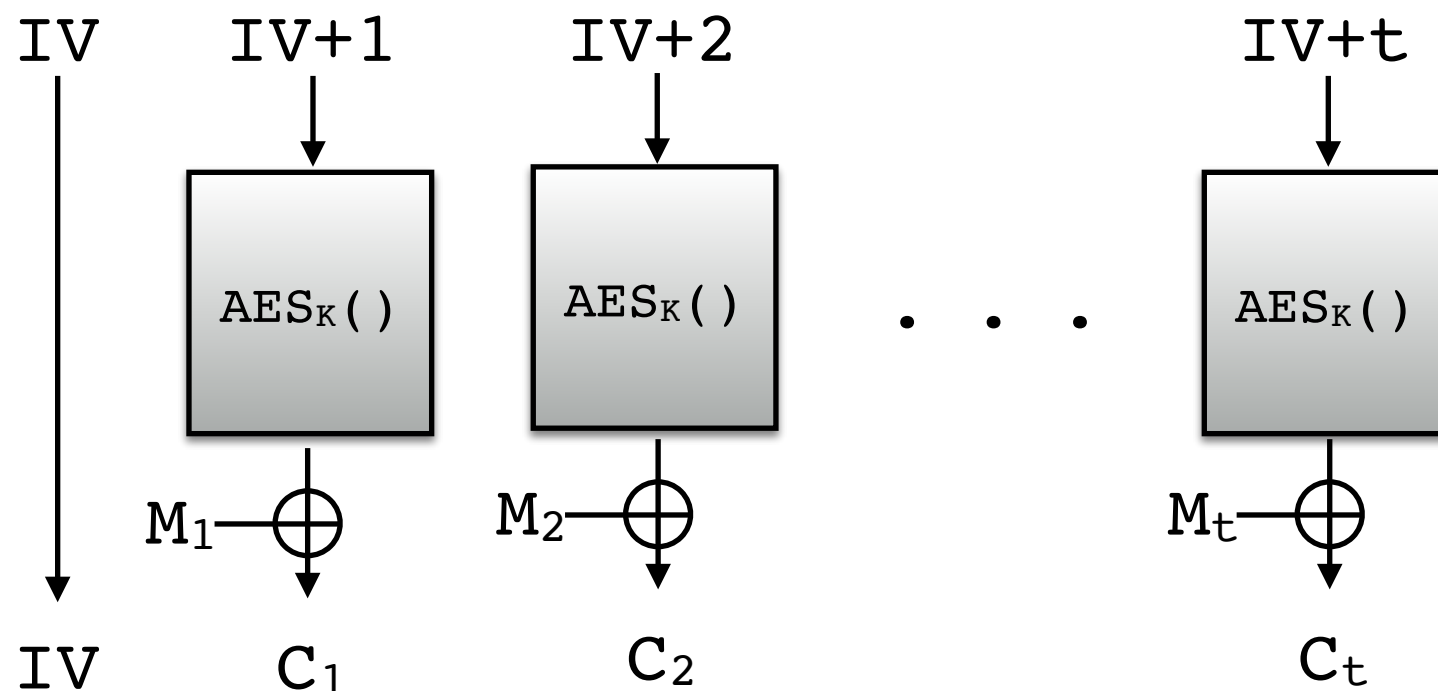 IV IV+1 IV+2 IV+t
AESK() AESK() . . . AESK()
M1 M2 Mt
IV C1 C2 Ct